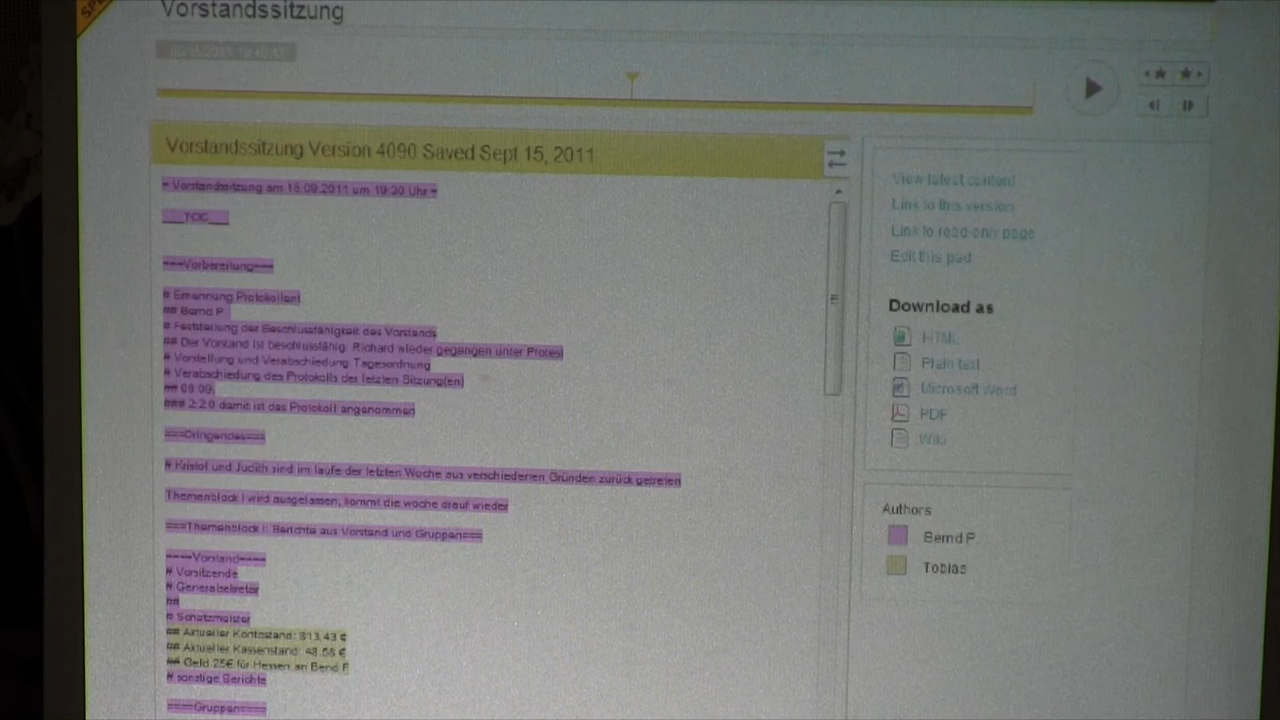 Vorstandssitzung
Vorstandssitzung Version 4090 Saved Sept 15, 2011
= Vorstandssitzung am 15.09.2011 um 19:30 Uhr =
___TOC___
===Vorbereitung===
# Ernennung Protokollant
## Bernd P.
# Feststellung der Beschlussfähigkeit des Vorstands
## Der Vorstand ist beschlussfähig; Richard wieder gegangen unter Protest
# Vorstellung und Verabschiedung Tagesordnung
# Verabschiedung des Protokolls der letzten Sitzung(en)
## 08.09.
### 2:2:0 damit ist das Protokoll angenommen
===Dringendes===
# Kristof und Judith sind im laufe der letzten Woche aus verschiedenen Gründen zurück getreten
Themenblock I wird ausgelassen, kommt die woche drauf wieder
===Themenblock I: Berichte aus Vorstand und Gruppen===
====Vorstand====
# Vorsitzende
# Generalsekretär
##
# Schatzmeister
## Aktueller Kontostand: 813,43 €
## Aktueller Kassenstand: 48,58 €
## Geld 25€ für Hessen an Bend P.
# sonstige Berichte
====Gruppen====
View latest content
Link to this version
Link to read-only page
Edit this pad
Download as
HTML
Plain text
Microsoft Word
PDF
Wiki
Authors
Bernd P.
Tobias